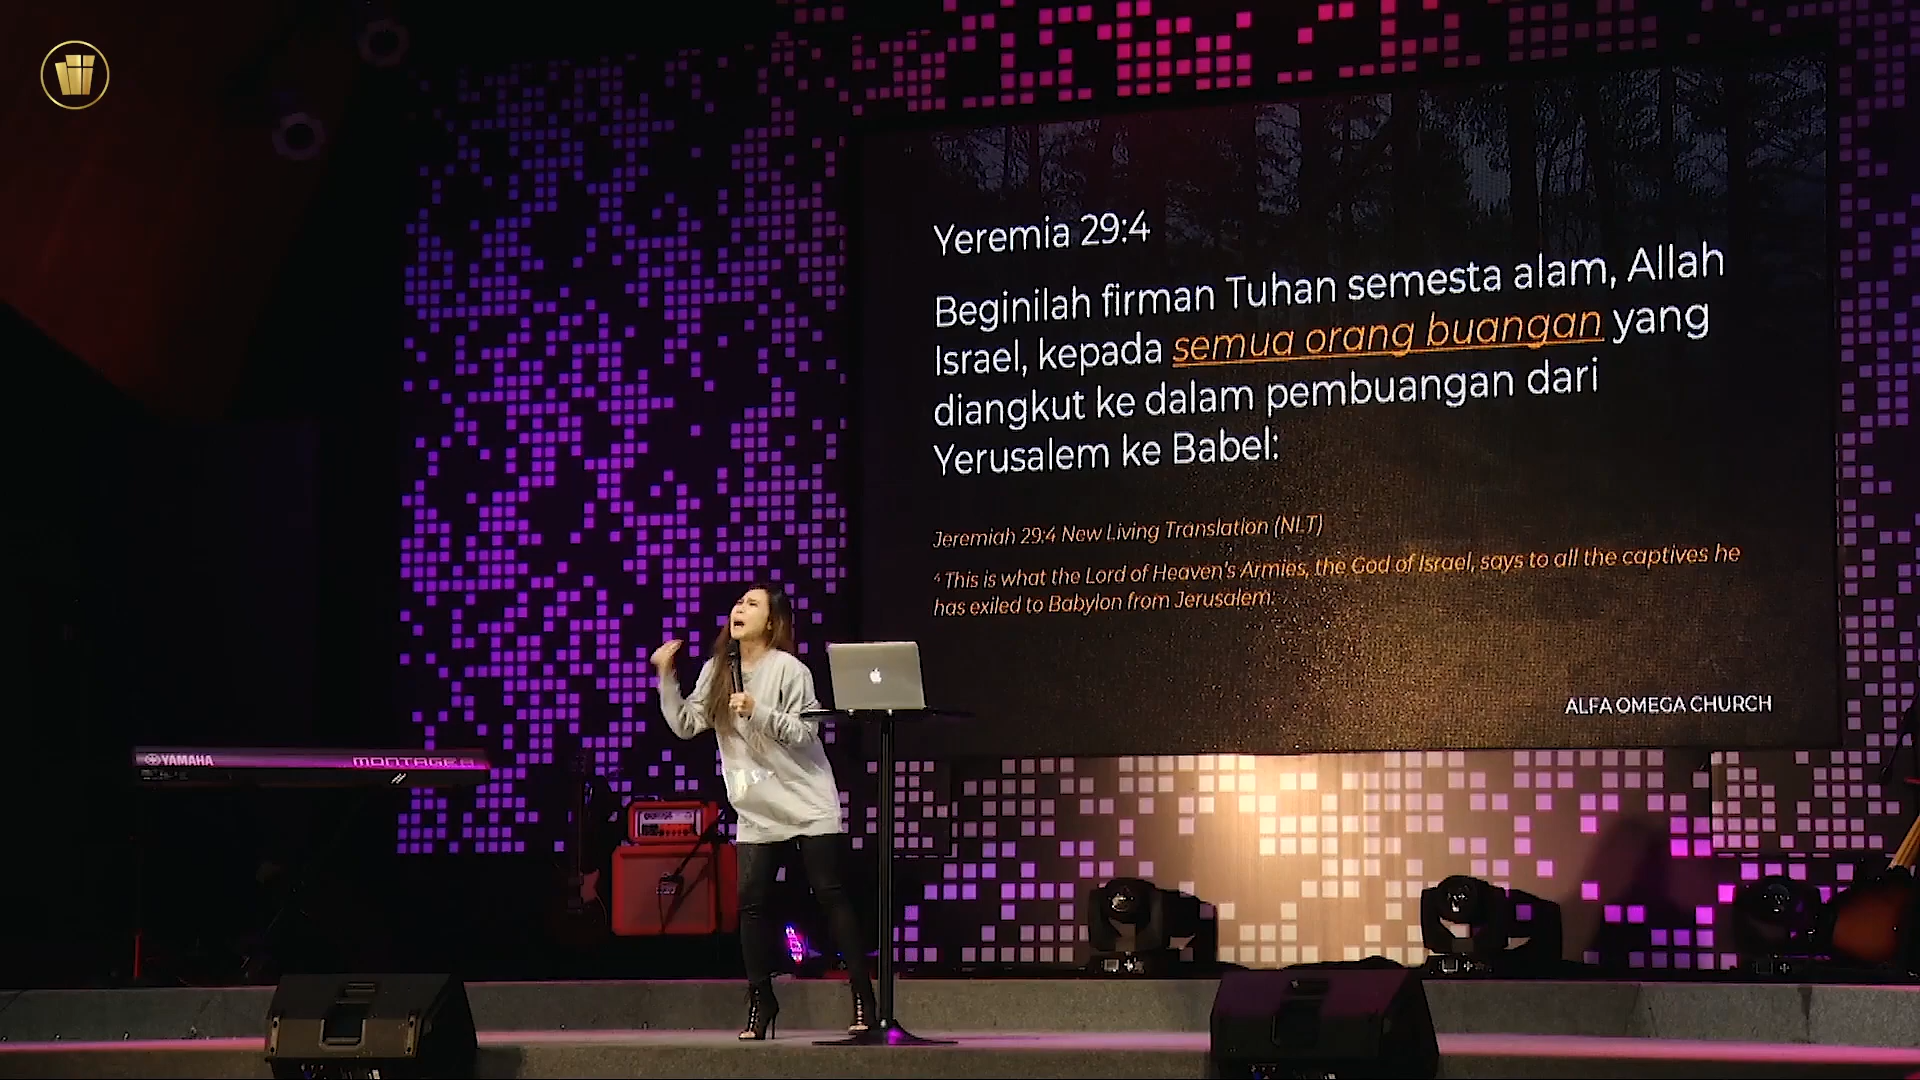 Yeremia 29:4
Beginilah firman Tuhan semesta alam, Allah
Israel, kepada semua orang buangan yang
diangkut ke dalam pembuangan dari
Yerusalem ke Babel:
Jeremiah 29:4 New Living Translation (NLT)
⁴ This is what the Lord of Heaven's Armies, the God of Israel, says to all the captives he
has exiled to Babylon from Jerusalem:
ALFA OMEGA CHURCH
YAMAHA
MONTAGE 8
ORANGE